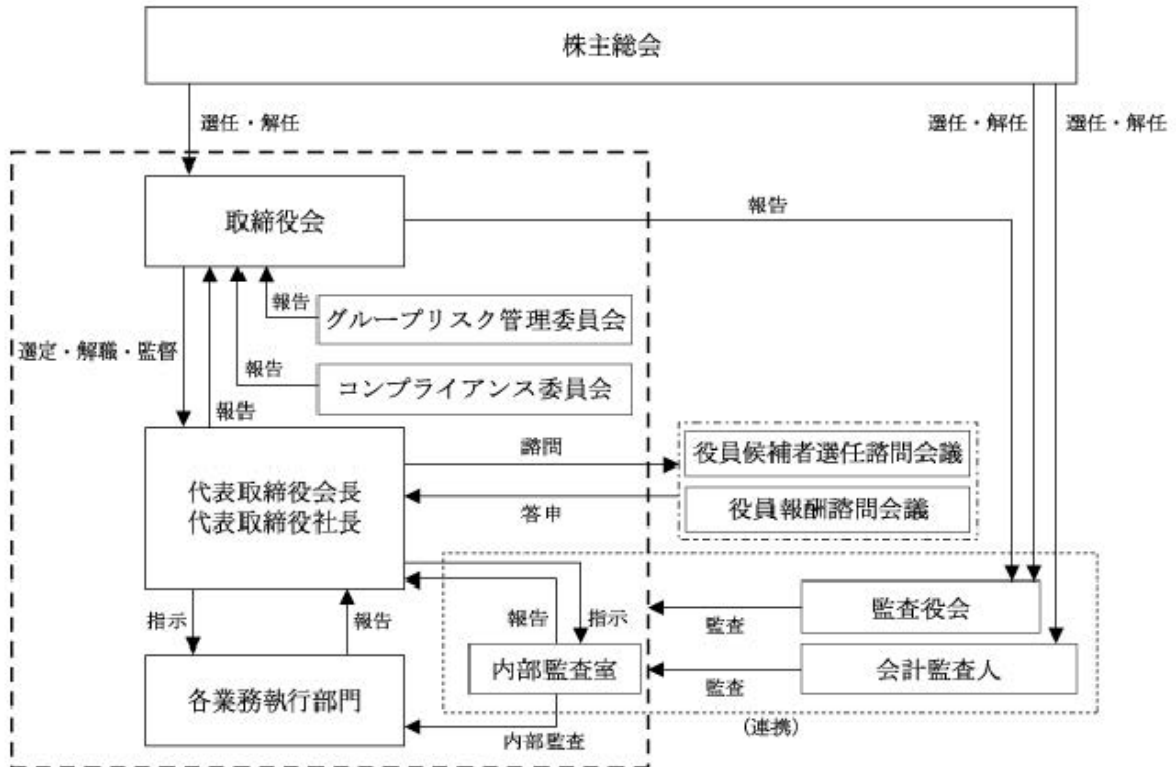 株主総会
選任・解任
選任・解任
選任・解任
取締役会
報告
報告
グループリスク管理委員会
選定・解職・監督
報告
コンプライアンス委員会
報告
諮問
役員候補者選任諮問会議
代表取締役会長
代表取締役社長
答申
役員報酬諮問会議
指示
報告
報告
指示
監査
監査役会
内部監査室
監査
会計監査人
各業務執行部門
内部監査
(連携)